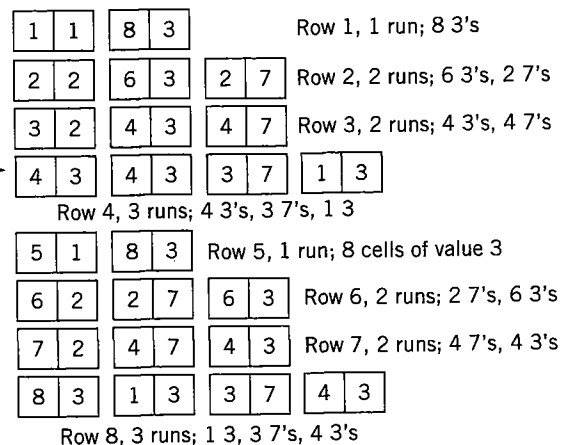 1 1 8 3 Row 1, 1 run; 8 3's
2 2 6 3 2 7 Row 2, 2 runs; 6 3's, 2 7's
3 2 4 3 4 7 Row 3, 2 runs; 4 3's, 4 7's
4 3 4 3 3 7 1 3
Row 4, 3 runs; 4 3's, 3 7's, 1 3
5 1 8 3 Row 5, 1 run; 8 cells of value 3
6 2 2 7 6 3 Row 6, 2 runs; 2 7's, 6 3's
7 2 4 7 4 3 Row 7, 2 runs; 4 7's, 4 3's
8 3 1 3 3 7 4 3
Row 8, 3 runs; 1 3, 3 7's, 4 3's